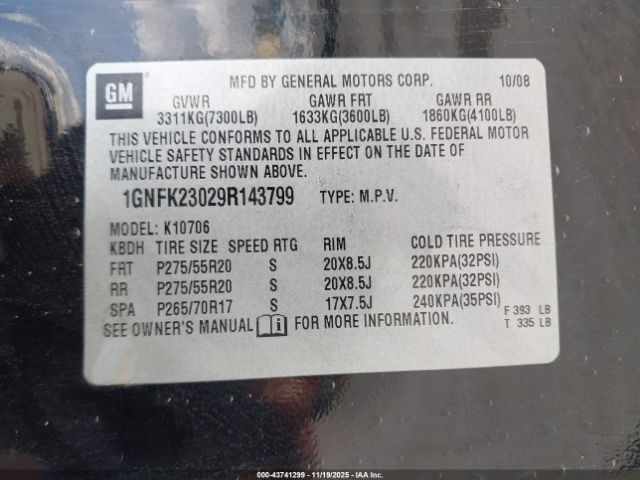 GM
MFD BY GENERAL MOTORS CORP. 10/08
GVWR GAWR FRT GAWR RR
3311KG(7300LB) 1633KG(3600LB) 1860KG(4100LB)
THIS VEHICLE CONFORMS TO ALL APPLICABLE U.S. FEDERAL MOTOR
VEHICLE SAFETY STANDARDS IN EFFECT ON THE DATE OF
MANUFACTURE SHOWN ABOVE.
1GNFK23029R143799 TYPE: M.P.V.
MODEL: K10706
KBDH TIRE SIZE SPEED RTG RIM COLD TIRE PRESSURE
FRT P275/55R20 S 20X8.5J 220KPA(32PSI)
RR P275/55R20 S 20X8.5J 220KPA(32PSI)
SPA P265/70R17 S 17X7.5J 240KPA(35PSI)
F 393 LB
SEE OWNER'S MANUAL i FOR MORE INFORMATION. T 335 LB
000-43741299 - 11/19/2025 - IAA, Inc.